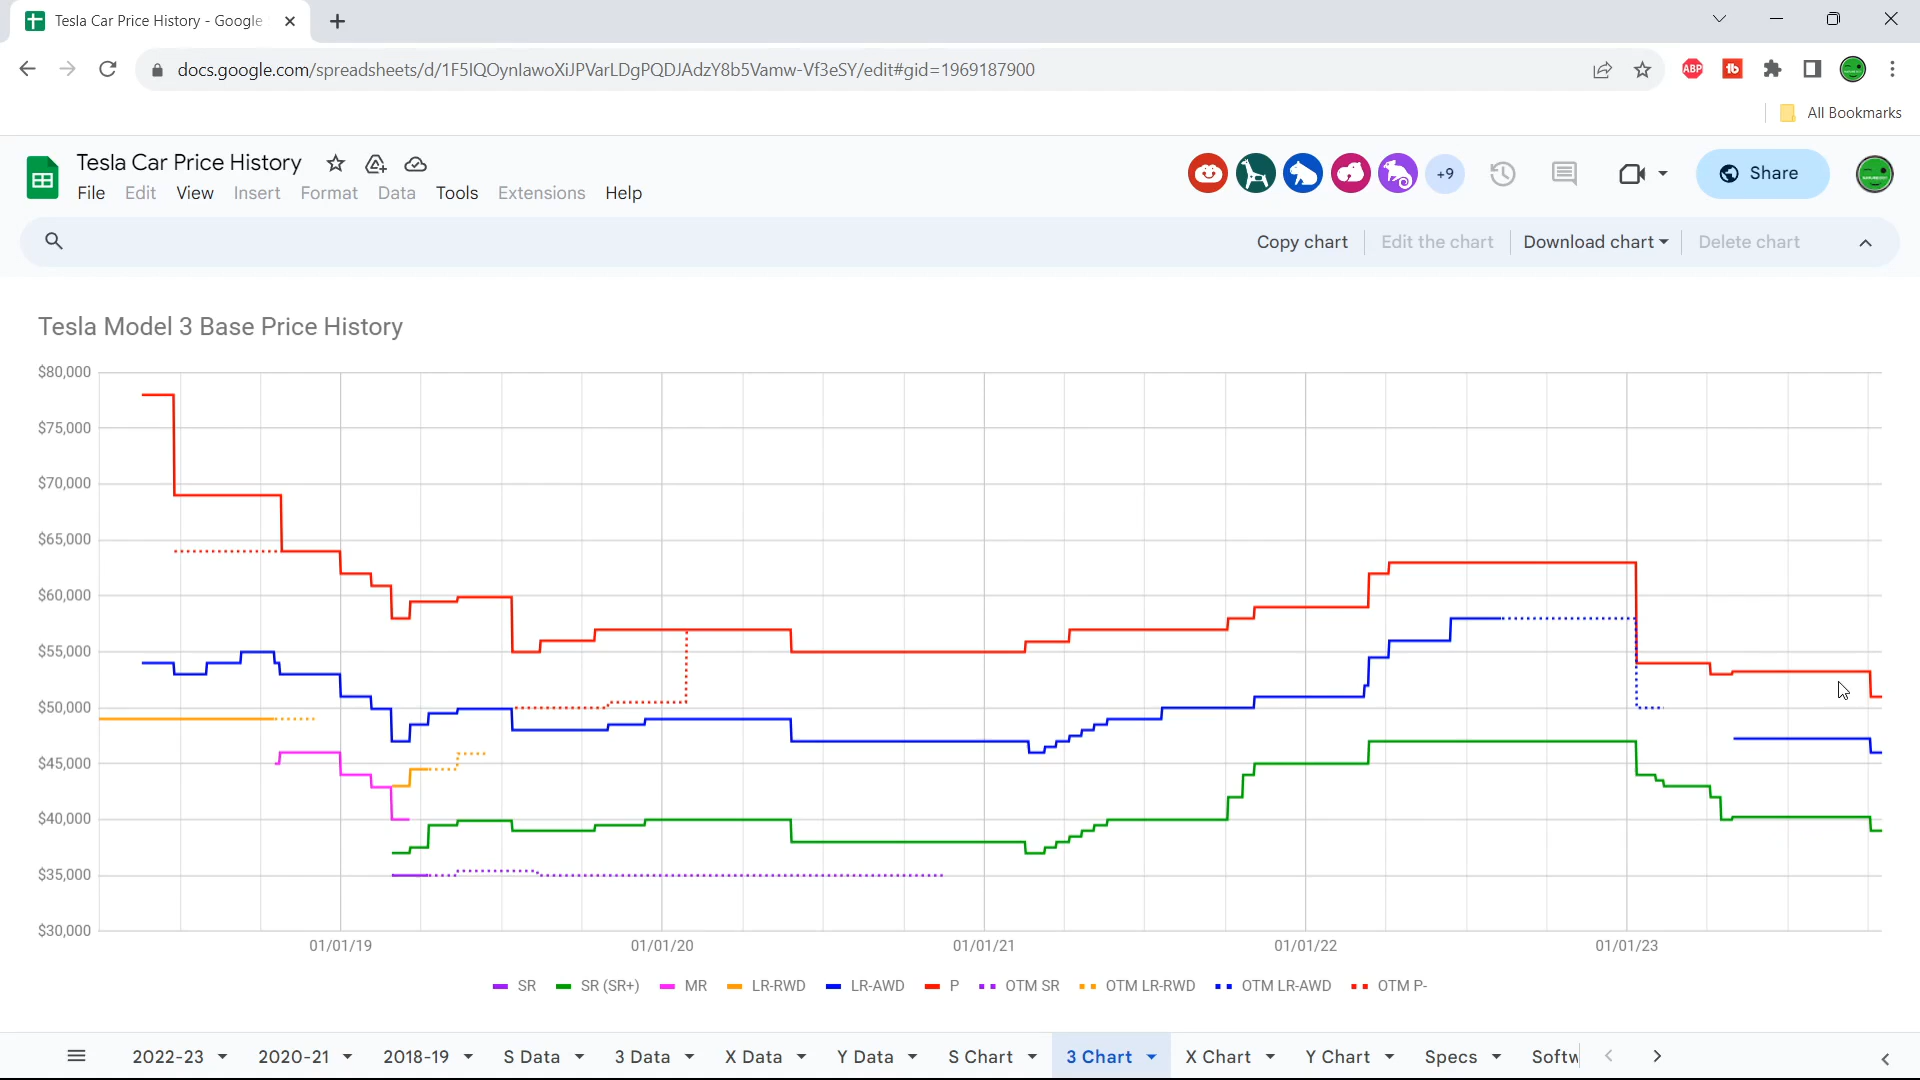 Tesla Car Price History - Google
docs.google.com/spreadsheets/d/1F5IQOynlawoXiJPVarLDgPQDJAdzY8b5Vamw-Vf3eSY/edit#gid=1969187900
ABP
tb
All Bookmarks
Tesla Car Price History
+9
Share
File Edit View Insert Format Data Tools Extensions Help
Copy chart Edit the chart Download chart Delete chart
Tesla Model 3 Base Price History
$80,000
$75,000
$70,000
$65,000
$60,000
$55,000
$50,000
$45,000
$40,000
$35,000
$30,000
01/01/19 01/01/20 01/01/21 01/01/22 01/01/23
SR SR (SR+) MR LR-RWD LR-AWD P OTM SR OTM LR-RWD OTM LR-AWD OTM P-
2022-23 2020-21 2018-19 S Data 3 Data X Data Y Data S Chart 3 Chart X Chart Y Chart Specs Softw